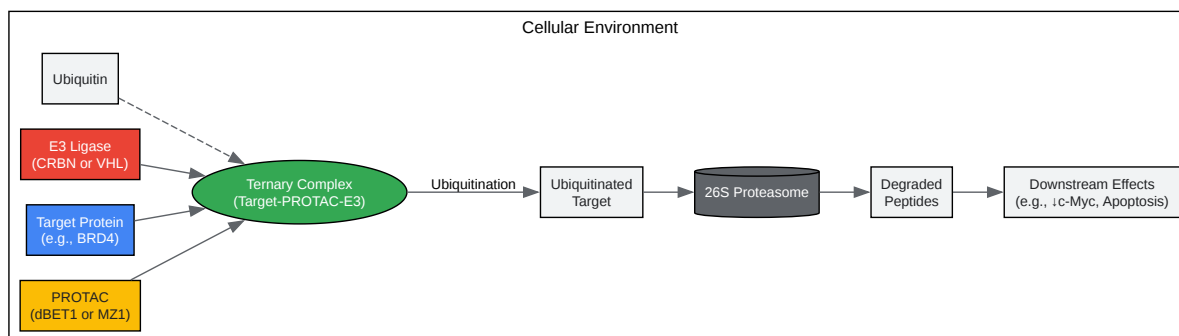 Cellular Environment
Ubiquitin
E3 Ligase
(CRBN or VHL)
Target Protein
(e.g., BRD4)
PROTAC
(dBET1 or MZ1)
Ternary Complex
(Target-PROTAC-E3)
Ubiquitination
Ubiquitinated
Target
26S Proteasome
Degraded
Peptides
Downstream Effects
(e.g., ↓c-Myc, Apoptosis)